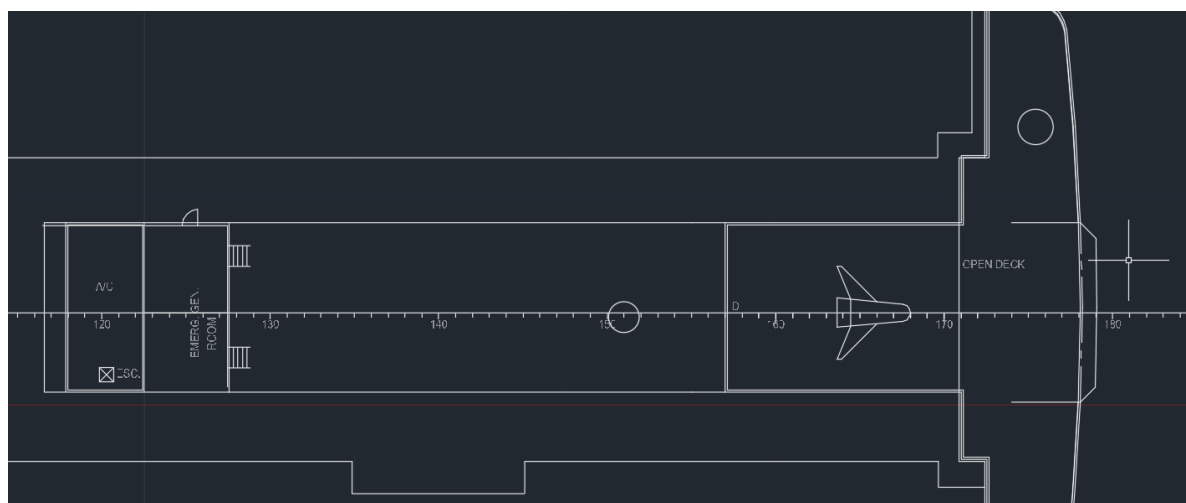 OPEN DECK
A/C
EMERG. GEN.
ROOM
D
120
130
140
150
160
170
180
ESC.